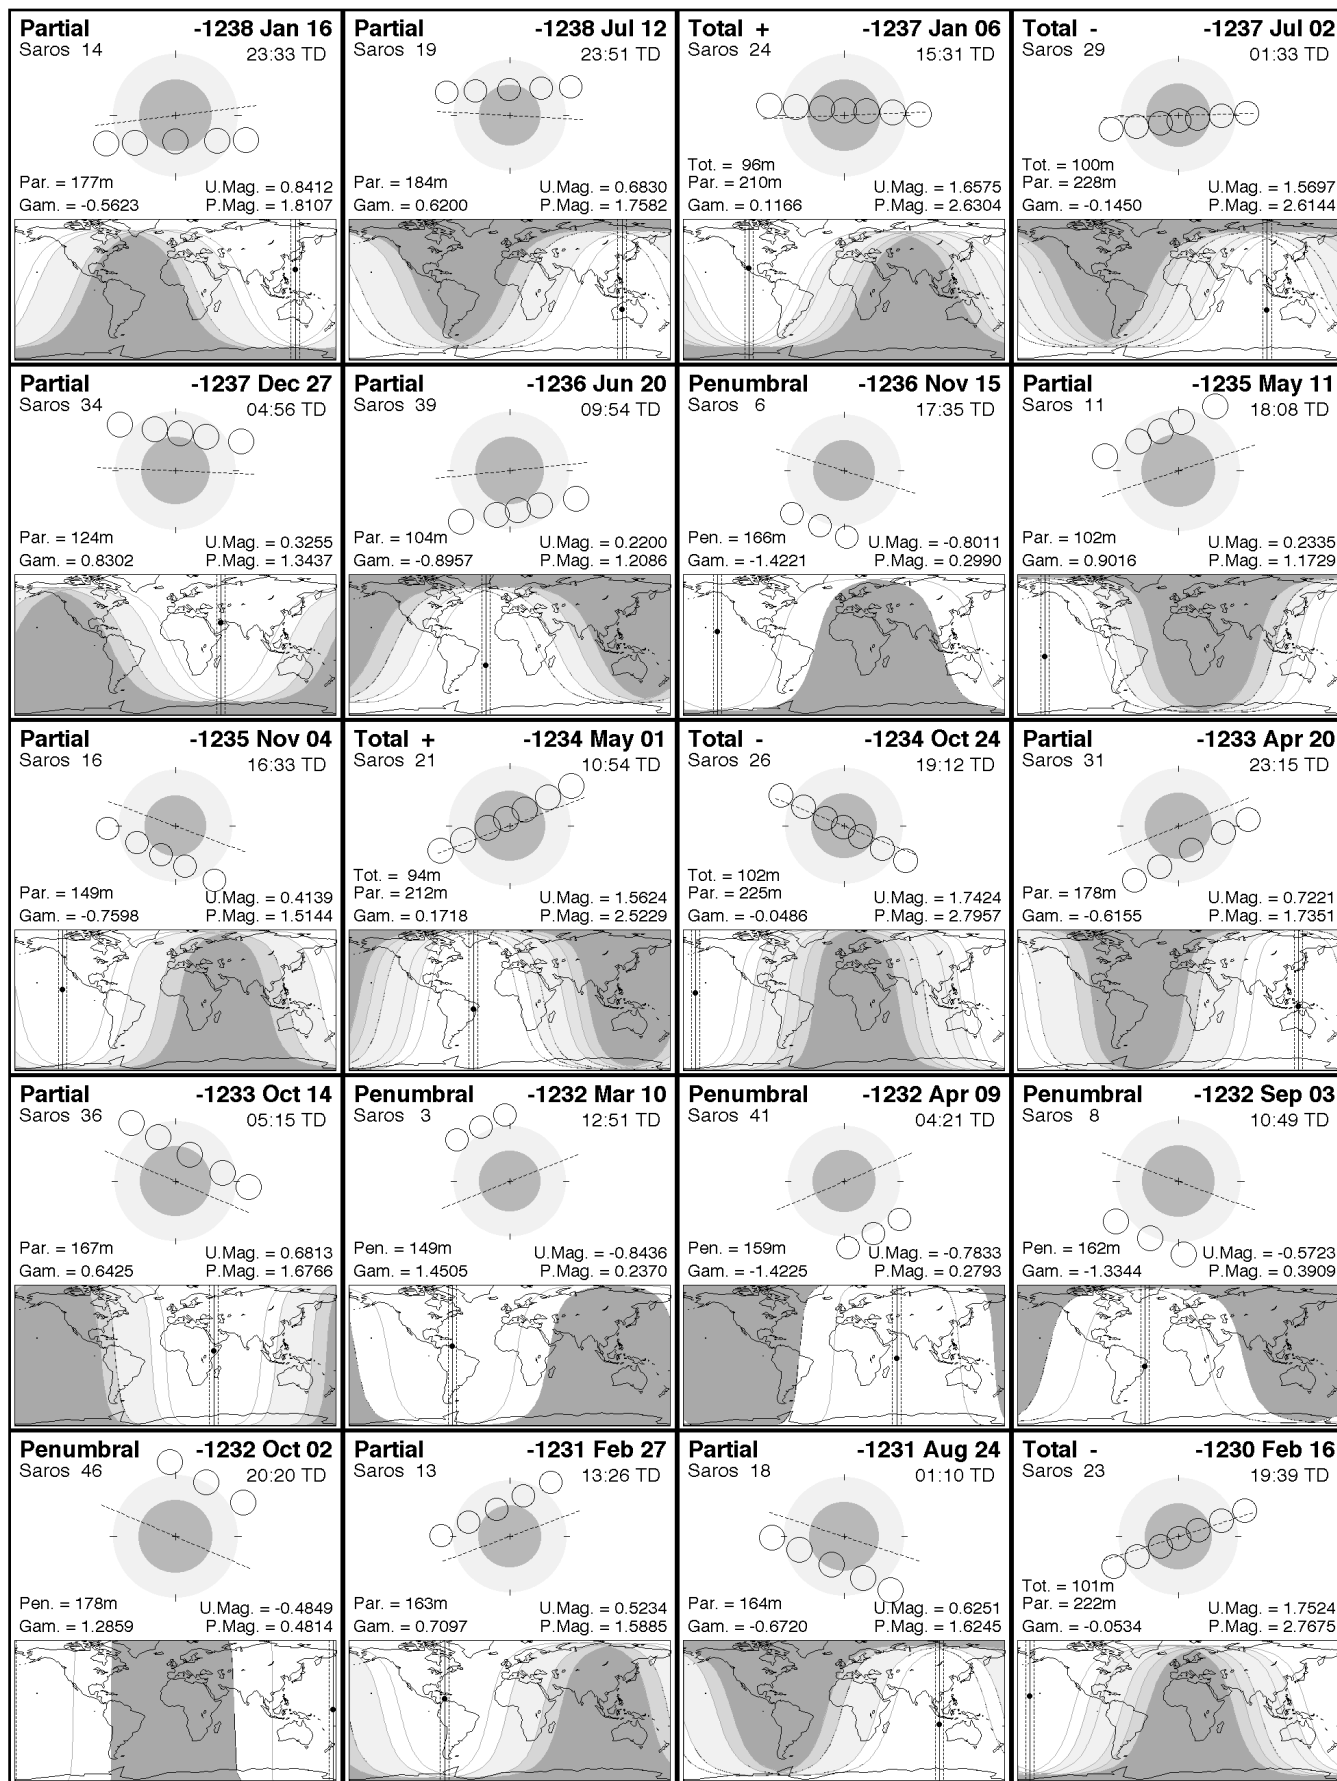 Partial -1238 Jan 16
Saros 14 23:33 TD
Par. = 177m U.Mag. = 0.8412
Gam. = -0.5623 P.Mag. = 1.8107
Partial -1238 Jul 12
Saros 19 23:51 TD
Par. = 184m U.Mag. = 0.6830
Gam. = 0.6200 P.Mag. = 1.7582
Total + -1237 Jan 06
Saros 24 15:31 TD
Tot. = 96m
Par. = 210m U.Mag. = 1.6575
Gam. = 0.1166 P.Mag. = 2.6304
Total - -1237 Jul 02
Saros 29 01:33 TD
Tot. = 100m
Par. = 228m U.Mag. = 1.5697
Gam. = -0.1450 P.Mag. = 2.6144
Partial -1237 Dec 27
Saros 34 04:56 TD
Par. = 124m U.Mag. = 0.3255
Gam. = 0.8302 P.Mag. = 1.3437
Partial -1236 Jun 20
Saros 39 09:54 TD
Par. = 104m U.Mag. = 0.2200
Gam. = -0.8957 P.Mag. = 1.2086
Penumbral -1236 Nov 15
Saros 6 17:35 TD
Pen. = 166m U.Mag. = -0.8011
Gam. = -1.4221 P.Mag. = 0.2990
Partial -1235 May 11
Saros 11 18:08 TD
Par. = 102m U.Mag. = 0.2335
Gam. = 0.9016 P.Mag. = 1.1729
Partial -1235 Nov 04
Saros 16 16:33 TD
Par. = 149m U.Mag. = 0.4139
Gam. = -0.7598 P.Mag. = 1.5144
Total + -1234 May 01
Saros 21 10:54 TD
Tot. = 94m
Par. = 212m U.Mag. = 1.5624
Gam. = 0.1718 P.Mag. = 2.5229
Total - -1234 Oct 24
Saros 26 19:12 TD
Tot. = 102m
Par. = 225m U.Mag. = 1.7424
Gam. = -0.0486 P.Mag. = 2.7957
Partial -1233 Apr 20
Saros 31 23:15 TD
Par. = 178m U.Mag. = 0.7221
Gam. = -0.6155 P.Mag. = 1.7351
Partial -1233 Oct 14
Saros 36 05:15 TD
Par. = 167m U.Mag. = 0.6813
Gam. = 0.6425 P.Mag. = 1.6766
Penumbral -1232 Mar 10
Saros 3 12:51 TD
Pen. = 149m U.Mag. = -0.8436
Gam. = 1.4505 P.Mag. = 0.2370
Penumbral -1232 Apr 09
Saros 41 04:21 TD
Pen. = 159m U.Mag. = -0.7833
Gam. = -1.4225 P.Mag. = 0.2793
Penumbral -1232 Sep 03
Saros 8 10:49 TD
Pen. = 162m U.Mag. = -0.5723
Gam. = -1.3344 P.Mag. = 0.3909
Penumbral -1232 Oct 02
Saros 46 20:20 TD
Pen. = 178m U.Mag. = -0.4849
Gam. = 1.2859 P.Mag. = 0.4814
Partial -1231 Feb 27
Saros 13 13:26 TD
Par. = 163m U.Mag. = 0.5234
Gam. = 0.7097 P.Mag. = 1.5885
Partial -1231 Aug 24
Saros 18 01:10 TD
Par. = 164m U.Mag. = 0.6251
Gam. = -0.6720 P.Mag. = 1.6245
Total - -1230 Feb 16
Saros 23 19:39 TD
Tot. = 101m
Par. = 222m U.Mag. = 1.7524
Gam. = -0.0534 P.Mag. = 2.7675